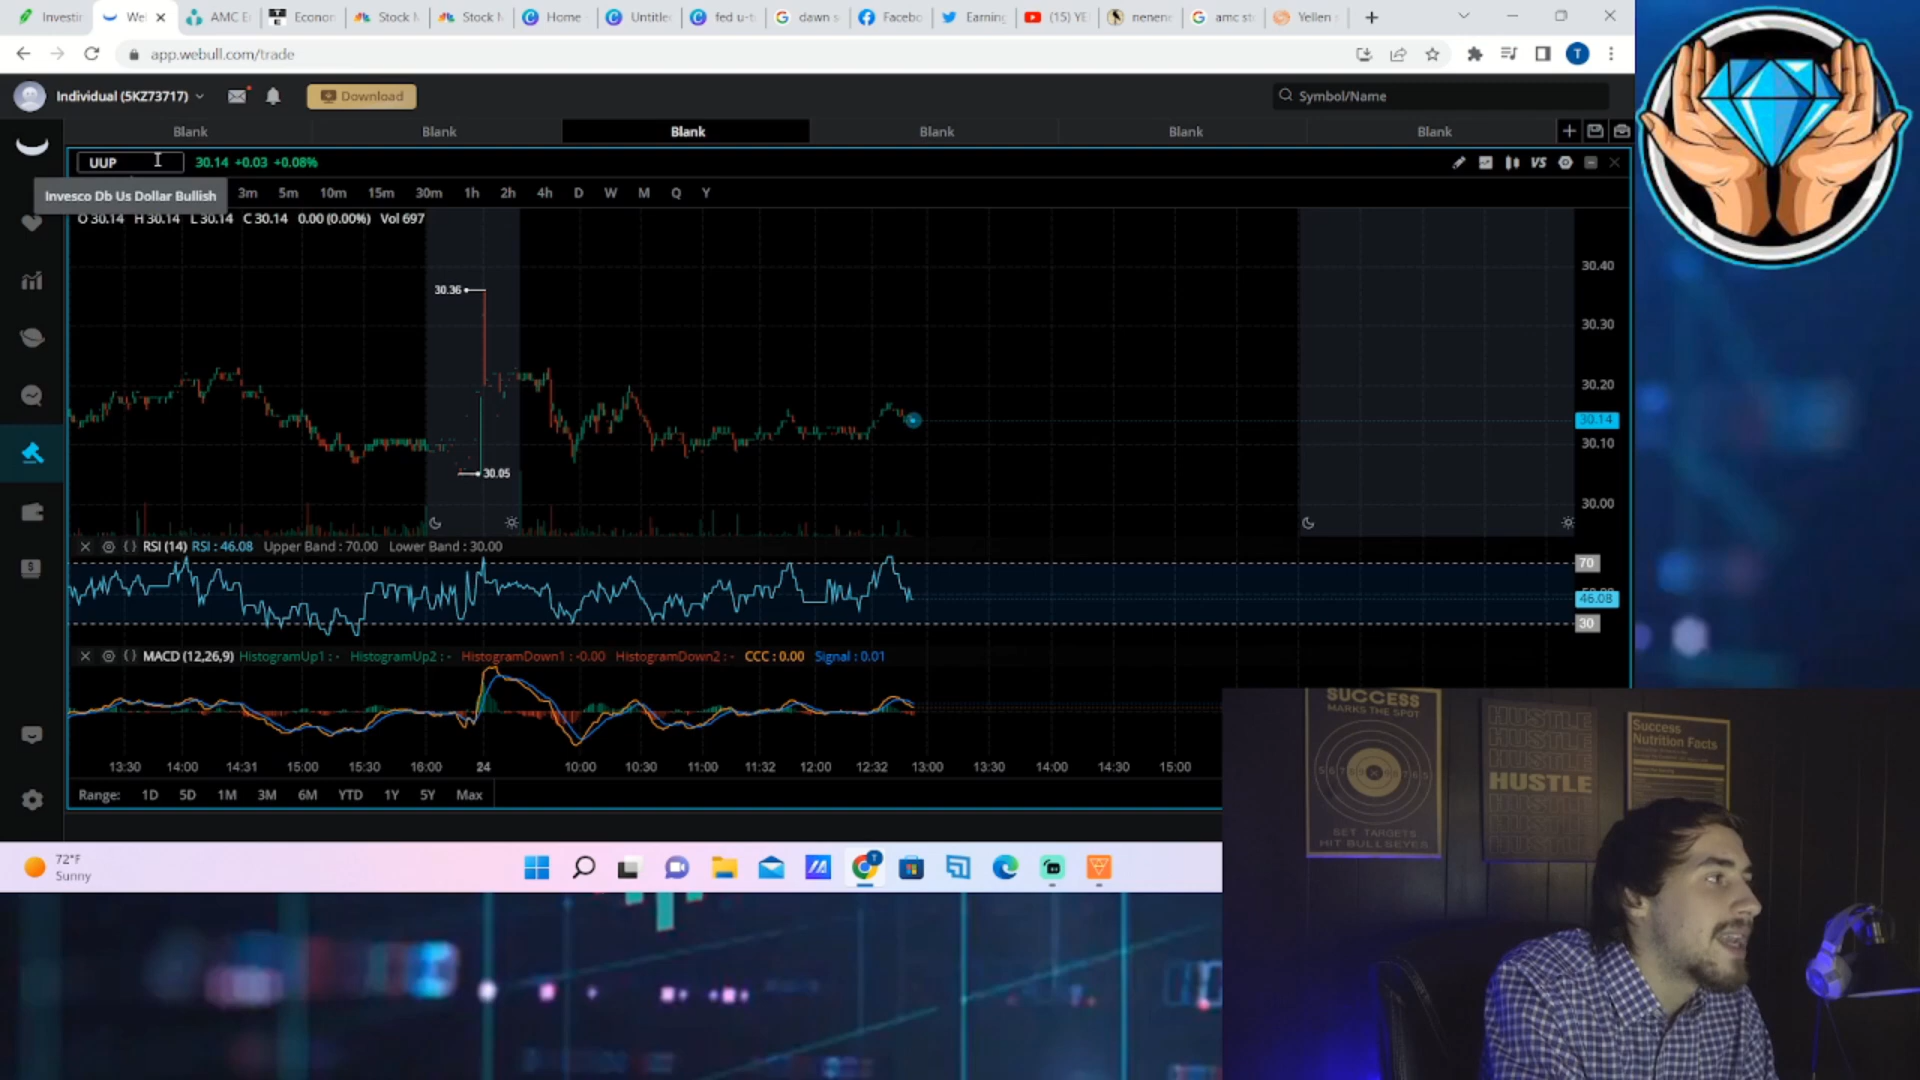 Investin
Wel
AMC E
Econon
Stock M
Stock M
Home
Untitle
fed u-t
dawn s
Facebo
Earning
(15) YE
nenene
amc st
Yellen
app.webull.com/trade
T
Individual (5KZ73717)
Download
Symbol/Name
Blank
Blank
Blank
Blank
Blank
Blank
UUP
30.14 +0.03 +0.08%
VS
Invesco Db Us Dollar Bullish
3m 5m 10m 15m 30m 1h 2h 4h D W M Q Y
O 30.14 H 30.14 L 30.14 C 30.14 0.00 (0.00%) Vol 697
30.40
30.36
30.30
30.20
30.14
30.10
30.05
30.00
RSI (14) RSI : 46.08 Upper Band : 70.00 Lower Band : 30.00
70
46.08
30
MACD (12,26,9) HistogramUp1 : - HistogramUp2 : - HistogramDown1 : -0.00 HistogramDown2 : - CCC : 0.00 Signal : 0.01
13:30 14:00 14:31 15:00 15:30 16:00 24 10:00 10:30 11:00 11:32 12:00 12:32 13:00 13:30 14:00 14:30 15:00
Range: 1D 5D 1M 3M 6M YTD 1Y 5Y Max
72°F
Sunny
T
SUCCESS
MARKS THE SPOT
SET TARGETS
HIT BULLSEYES
HUSTLE
HUSTLE
HUSTLE
HUSTLE
HUSTLE
HUSTLE
Success
Nutrition Facts